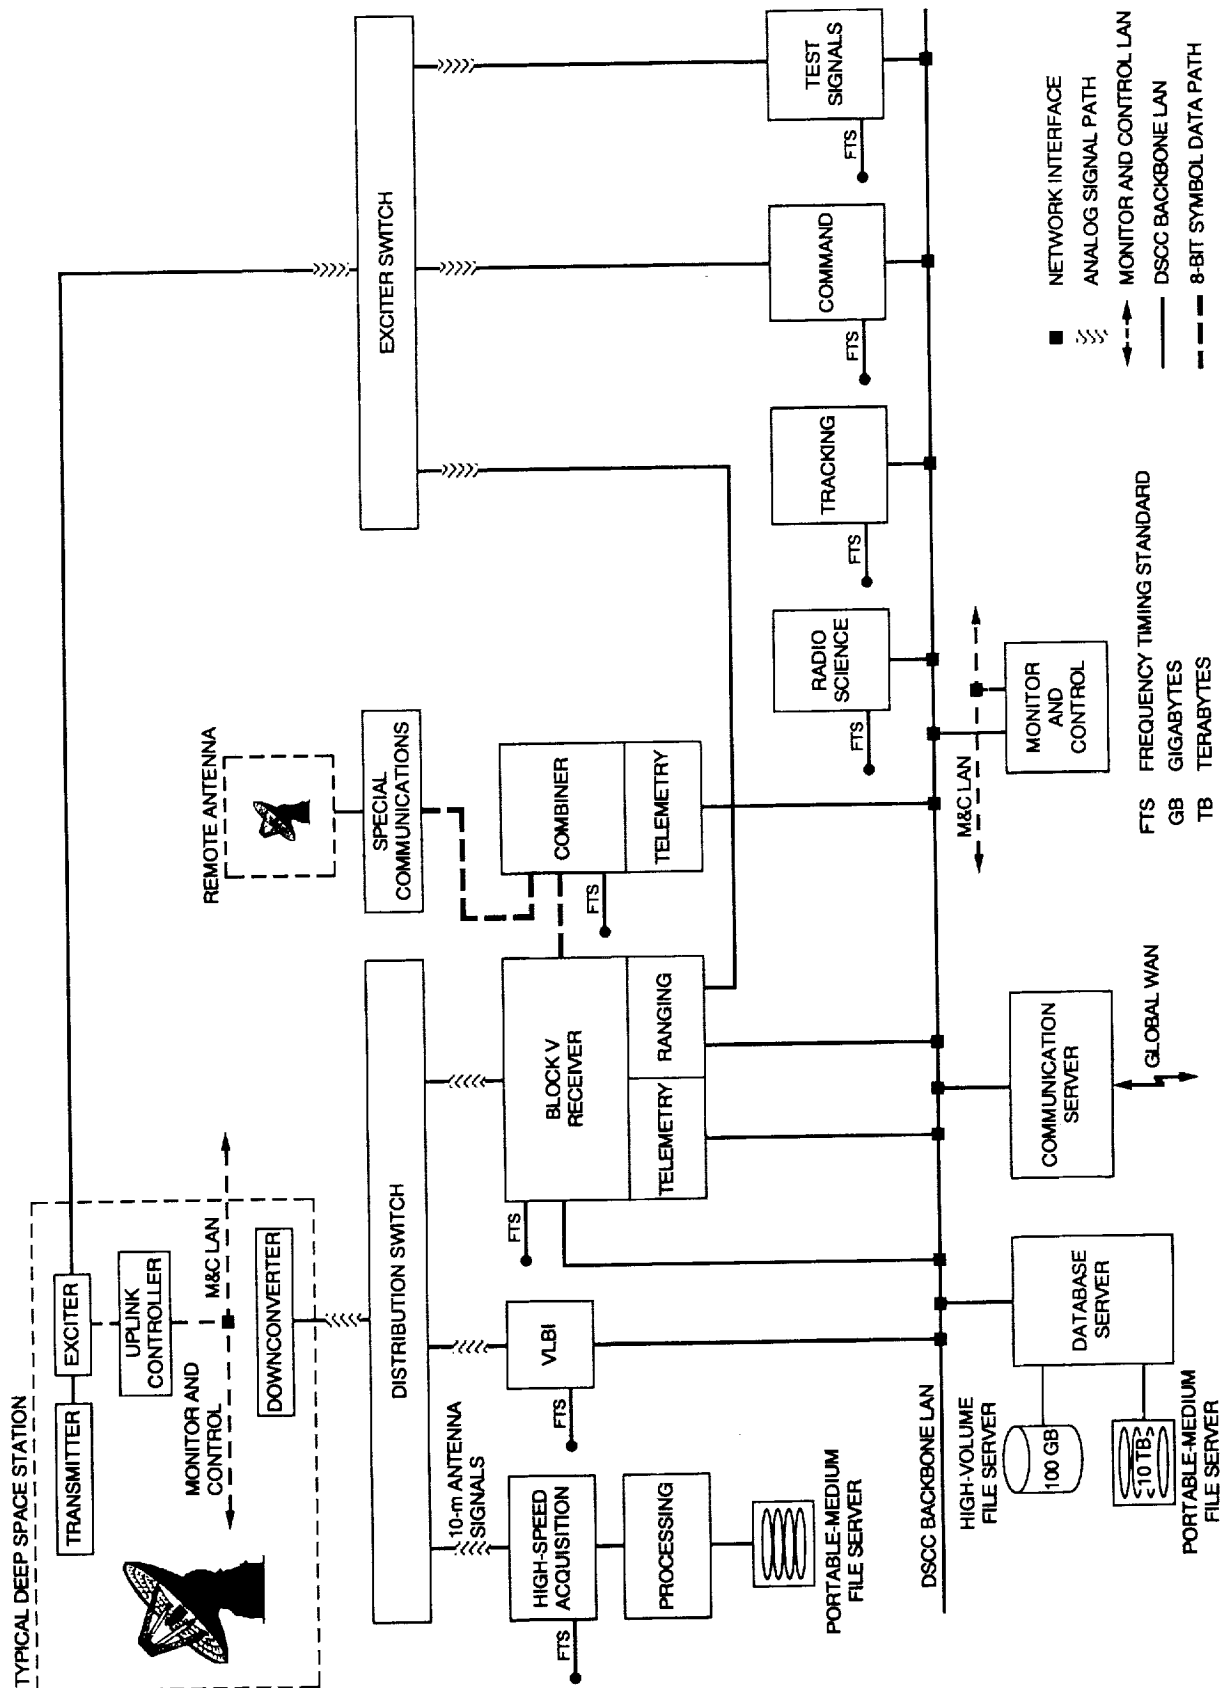 TYPICAL DEEP SPACE STATION
TRANSMITTER
EXCITER
UPLINK
CONTROLLER
MONITOR AND
CONTROL
M&C LAN
DOWNCONVERTER
REMOTE ANTENNA
SPECIAL
COMMUNICATIONS
DISTRIBUTION SWITCH
EXCITER SWITCH
10-m ANTENNA
SIGNALS
HIGH-SPEED
ACQUISITION
FTS
PROCESSING
PORTABLE-MEDIUM
FILE SERVER
VLBI
FTS
BLOCK V
RECEIVER
FTS
TELEMETRY
RANGING
COMBINER
FTS
TELEMETRY
RADIO
SCIENCE
FTS
TRACKING
FTS
COMMAND
FTS
TEST
SIGNALS
FTS
DSCC BACKBONE LAN
HIGH-VOLUME
FILE SERVER
100 GB
10 TB
PORTABLE-MEDIUM
FILE SERVER
DATABASE
SERVER
COMMUNICATION
SERVER
GLOBAL WAN
M&C LAN
MONITOR
AND
CONTROL
FTS FREQUENCY TIMING STANDARD
GB GIGABYTES
TB TERABYTES
NETWORK INTERFACE
ANALOG SIGNAL PATH
MONITOR AND CONTROL LAN
DSCC BACKBONE LAN
8-BIT SYMBOL DATA PATH